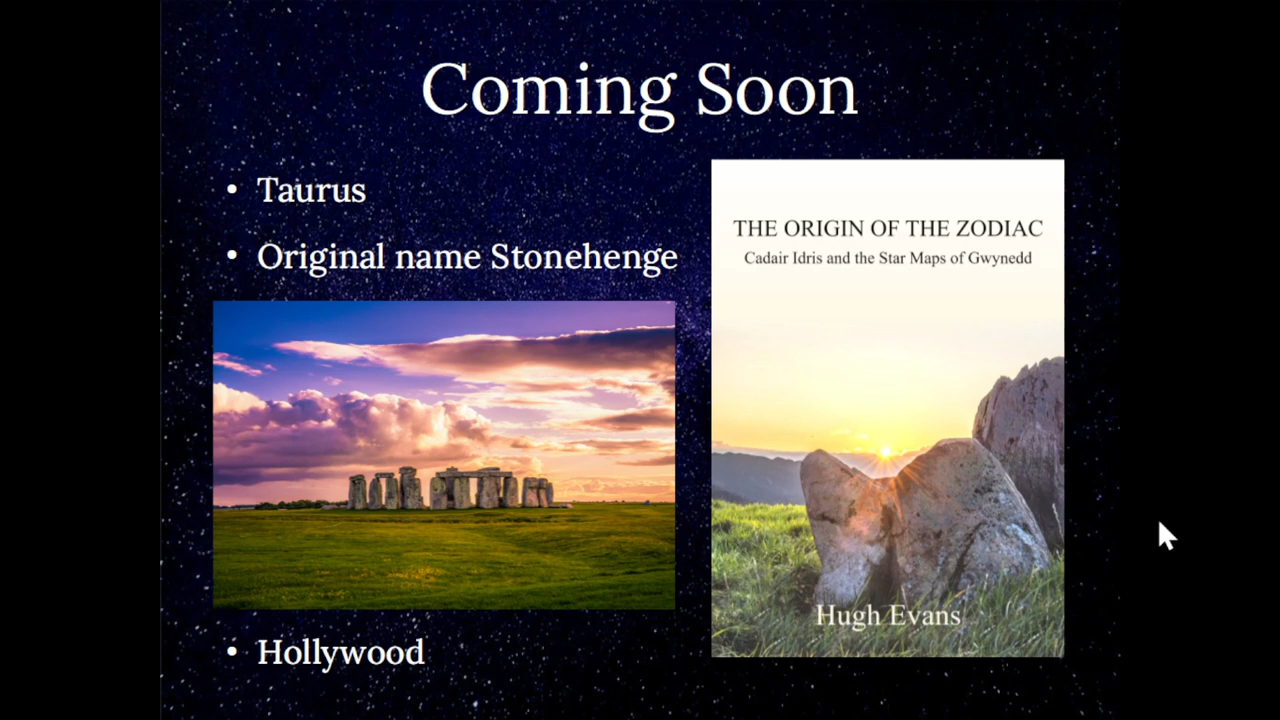 Coming Soon
• Taurus
• Original name Stonehenge
• Hollywood
THE ORIGIN OF THE ZODIAC
Cadair Idris and the Star Maps of Gwynedd
Hugh Evans